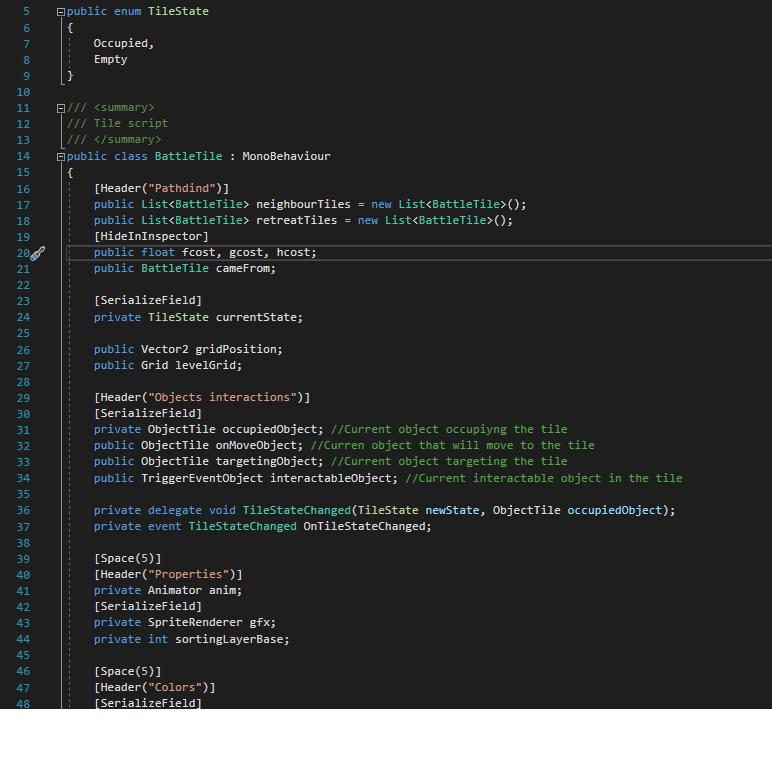 5 public enum TileState
6 {
7 Occupied,
8 Empty
9 }
10
11 /// <summary>
12 /// Tile script
13 /// </summary>
14 public class BattleTile : MonoBehaviour
15 {
16 [Header("Pathdind")]
17 public List<BattleTile> neighbourTiles = new List<BattleTile>();
18 public List<BattleTile> retreatTiles = new List<BattleTile>();
19 [HideInInspector]
20 public float fcost, gcost, hcost;
21 public BattleTile cameFrom;
22
23 [SerializeField]
24 private TileState currentState;
25
26 public Vector2 gridPosition;
27 public Grid levelGrid;
28
29 [Header("Objects interactions")]
30 [SerializeField]
31 private ObjectTile occupiedObject; //Current object occupiyng the tile
32 public ObjectTile onMoveObject; //Curren object that will move to the tile
33 public ObjectTile targetingObject; //Current object targeting the tile
34 public TriggerEventObject interactableObject; //Current interactable object in the tile
35
36 private delegate void TileStateChanged(TileState newState, ObjectTile occupiedObject);
37 private event TileStateChanged OnTileStateChanged;
38
39 [Space(5)]
40 [Header("Properties")]
41 private Animator anim;
42 [SerializeField]
43 private SpriteRenderer gfx;
44 private int sortingLayerBase;
45
46 [Space(5)]
47 [Header("Colors")]
48 [SerializeField]